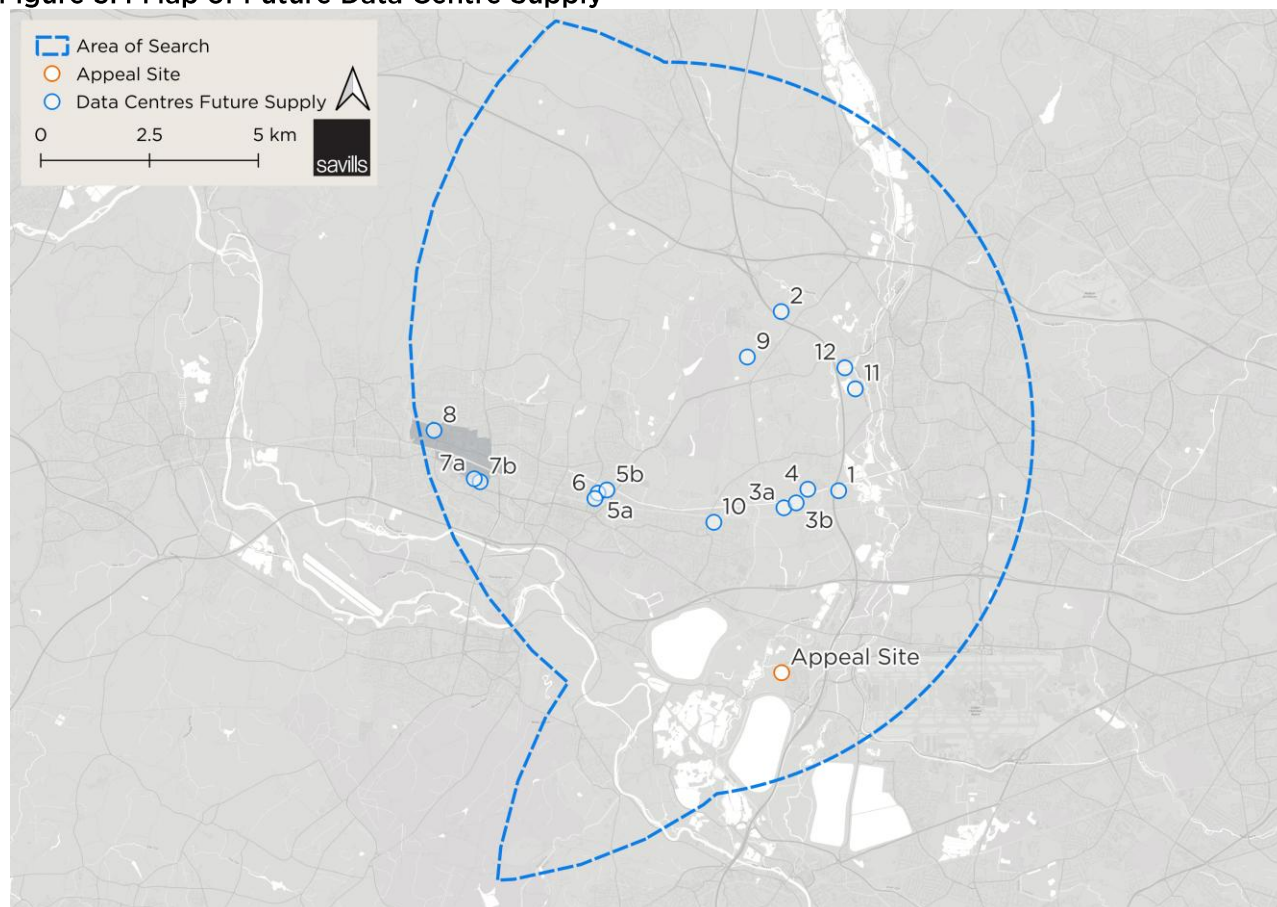 Area of Search
Appeal Site
Data Centres Future Supply
0 2.5 5 km
savills
2
9
12
11
8
7a
7b
6
5b
5a
4
1
3a
3b
10
Appeal Site